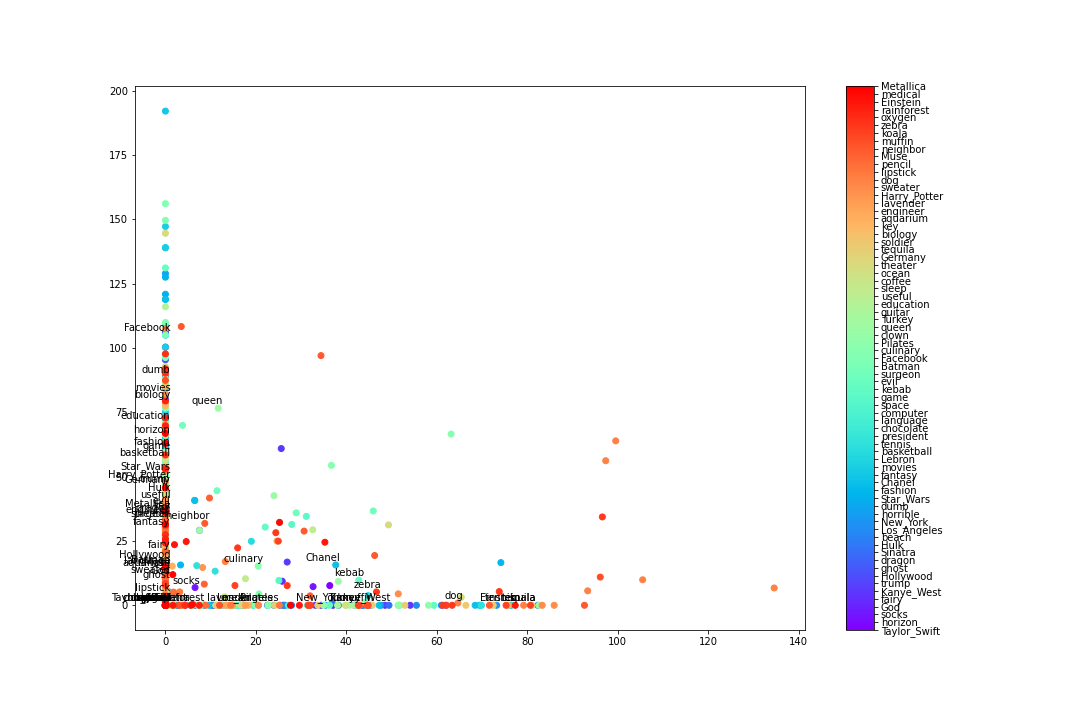 200
175
150
125
100
75
50
25
0
0
20
40
60
80
100
120
140
Facebook
dumb
movies
biology
queen
education
horizon
fashion
game
basketball
Star_Wars
Harry_Potter
Germany
Hulk
useful
Metallica
neighbor
fantasy
fairy
Hollywood
culinary
Chanel
ghost
kebab
socks
zebra
lipstick
dog
Metallica
medical
Einstein
rainforest
oxygen
zebra
koala
muffin
neighbor
Muse
pencil
lipstick
dog
sweater
Harry_Potter
lavender
engineer
aquarium
key
biology
soldier
tequila
Germany
theater
ocean
coffee
sleep
useful
education
guitar
Turkey
queen
clown
Pilates
culinary
Facebook
Batman
surgeon
evil
kebab
game
space
computer
language
chocolate
president
tennis
basketball
Lebron
movies
fantasy
Chanel
fashion
Star_Wars
dump
horrible
New_York
Los_Angeles
beach
Hulk
Sinatra
dragon
ghost
Hollywood
trump
Kanye_West
fairy
God
socks
horizon
Taylor_Swift